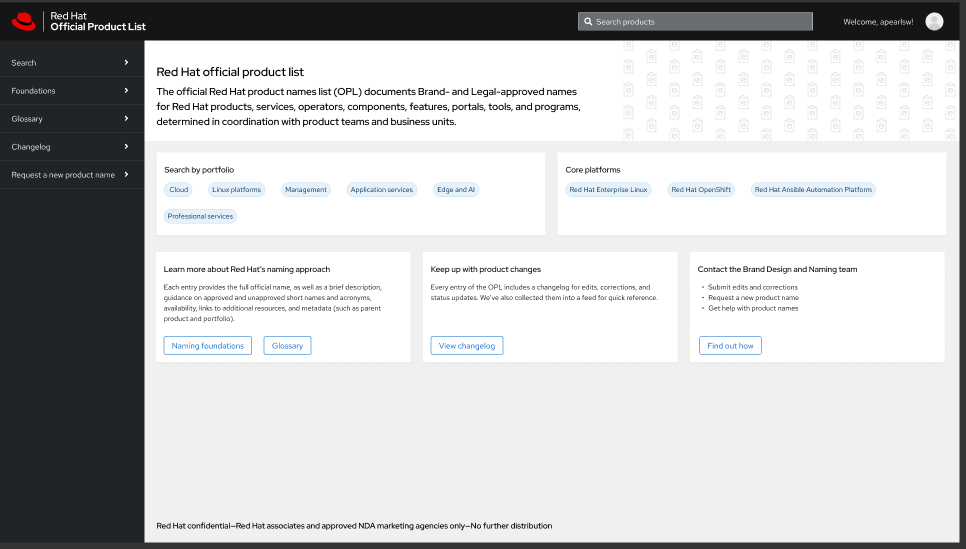 Red Hat
Official Product List
Search products
Welcome, apearlsw!
Search
Foundations
Glossary
Changelog
Request a new product name
Red Hat official product list
The official Red Hat product names list (OPL) documents Brand- and Legal-approved names
for Red Hat products, services, operators, components, features, portals, tools, and programs,
determined in coordination with product teams and business units.
Search by portfolio
Cloud
Linux platforms
Management
Application services
Edge and AI
Professional services
Core platforms
Red Hat Enterprise Linux
Red Hat OpenShift
Red Hat Ansible Automation Platform
Learn more about Red Hat's naming approach
Each entry provides the full official name, as well as a brief description,
guidance on approved and unapproved short names and acronyms,
availability, links to additional resources, and metadata (such as parent
product and portfolio).
Naming foundations
Glossary
Keep up with product changes
Every entry of the OPL includes a changelog for edits, corrections, and
status updates. We've also collected them into a feed for quick reference.
View changelog
Contact the Brand Design and Naming team
• Submit edits and corrections
• Request a new product name
• Get help with product names
Find out how
Red Hat confidential—Red Hat associates and approved NDA marketing agencies only—No further distribution